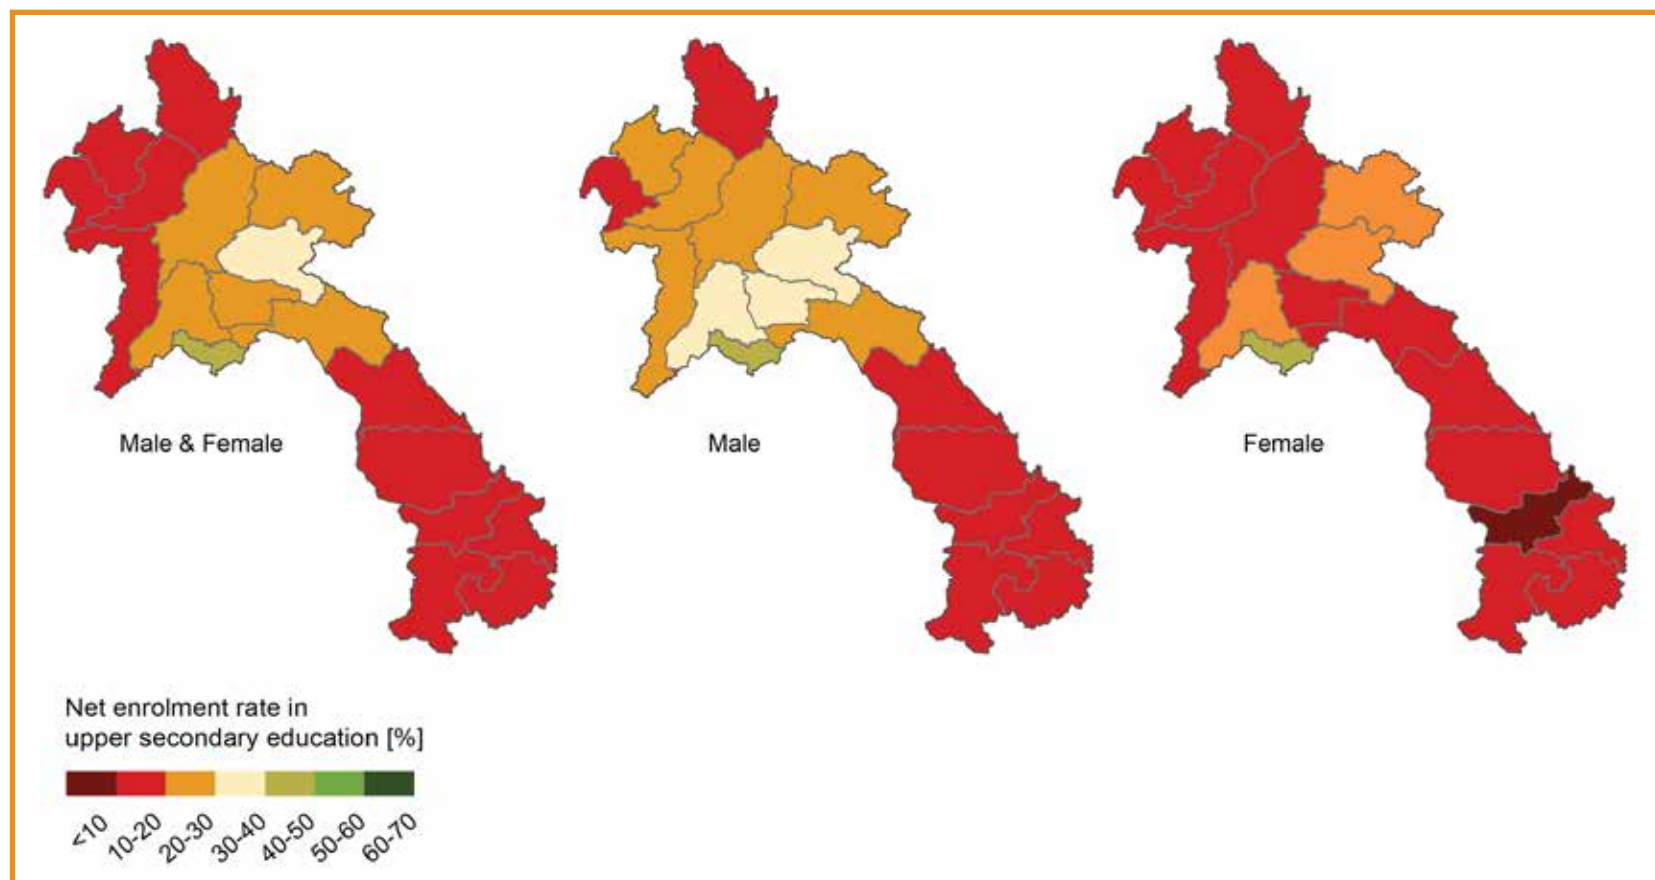 Male & Female
Male
Female
Net enrolment rate in
upper secondary education [%]
<10
10-20
20-30
30-40
40-50
50-60
60-70